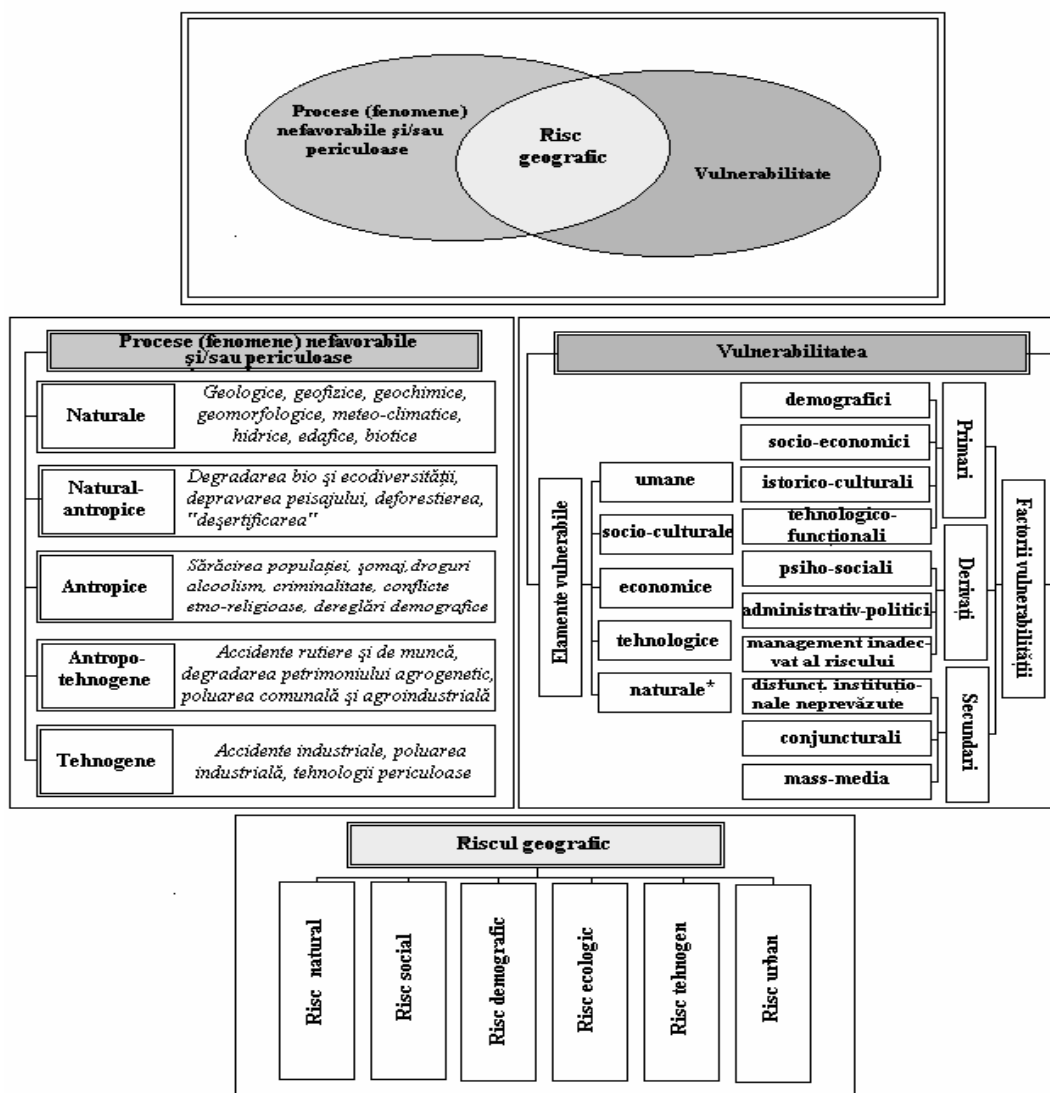 Procese (fenomene)
nefavorabile și/sau
periculoase
Risc
geografic
Vulnerabilitate
Procese (fenomene) nefavorabile
și/sau periculoase
Naturale
Geologice, geofizice, geochimice,
geomorfologice, meteo-climatice,
hidrice, edafice, biotice
Natural-
antropice
Degradarea bio și ecodiversității,
depravarea peisajului, deforestierea,
"deșertificarea"
Antropice
Sărăcirea populației, șomaj,droguri
alcoolism, criminalitate, conflicte
etno-religioase, dereglări demografice
Antropo-
tehnogene
Accidente rutiere și de muncă,
degradarea petrimoniului agrogenetic,
poluarea comunală și agroindustrială
Tehnogene
Accidente industriale, poluarea
industrială, tehnologii periculoase
Vulnerabilitatea
Elamente vulnerabile
umane
socio-culturale
economice
tehnologice
naturale*
demografici
socio-economici
istorico-culturali
tehnologico-
funcționali
psiho-sociali
administrativ-politici
management inadec-
vat al riscului
disfuncț. instituțio-
nale neprevăzute
conjuncturali
mass-media
Primari
Derivați
Secundari
Factorii vulnerabilității
Riscul geografic
Risc natural
Risc social
Risc demografic
Risc ecologic
Risc tehnogen
Risc urban